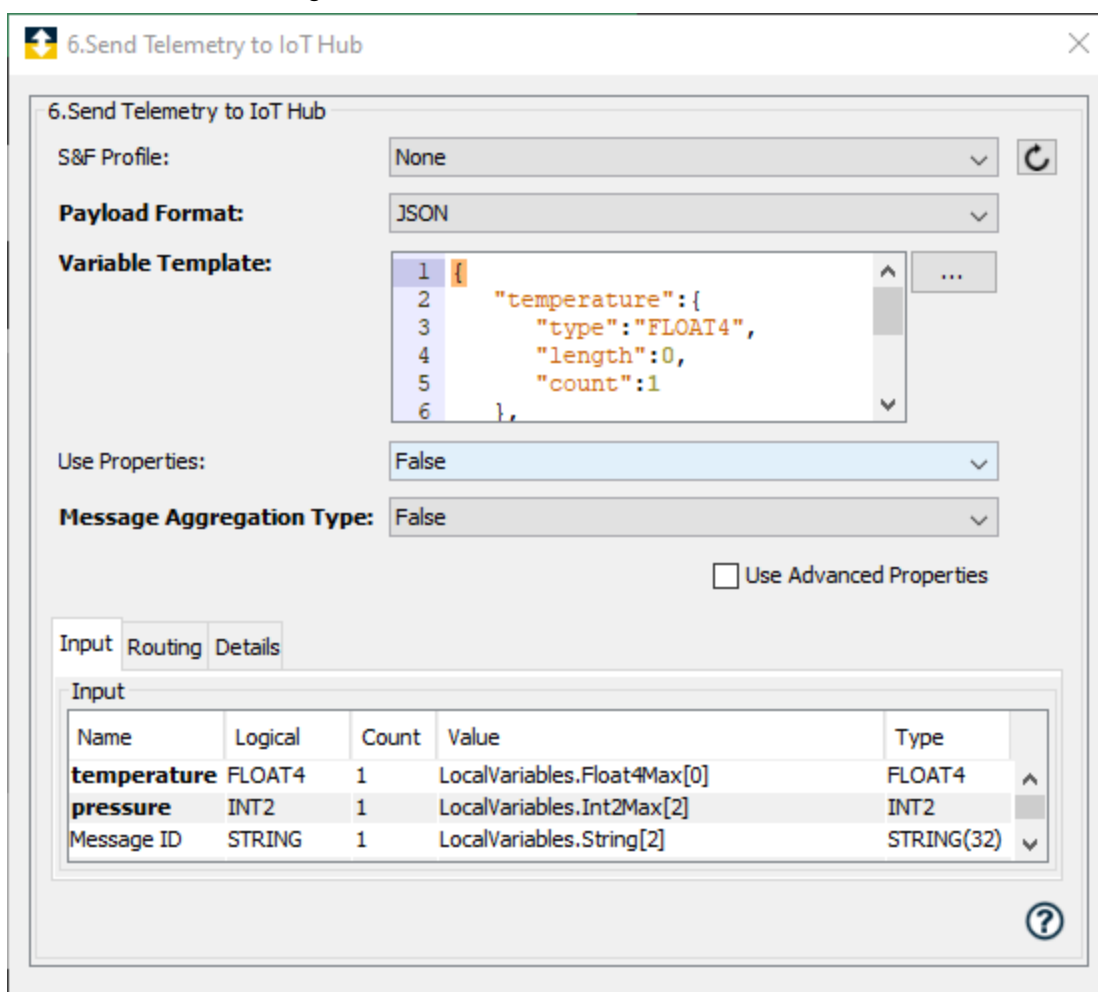 6.Send Telemetry to IoT Hub
6.Send Telemetry to IoT Hub
S&F Profile: None
Payload Format: JSON
Variable Template:
1 {
2 "temperature":{
3 "type":"FLOAT4",
4 "length":0,
5 "count":1
6 },
...
Use Properties: False
Message Aggregation Type: False
Use Advanced Properties
Input Routing Details
Input
Name Logical Count Value Type
temperature FLOAT4 1 LocalVariables.Float4Max[0] FLOAT4
pressure INT2 1 LocalVariables.Int2Max[2] INT2
Message ID STRING 1 LocalVariables.String[2] STRING(32)
?